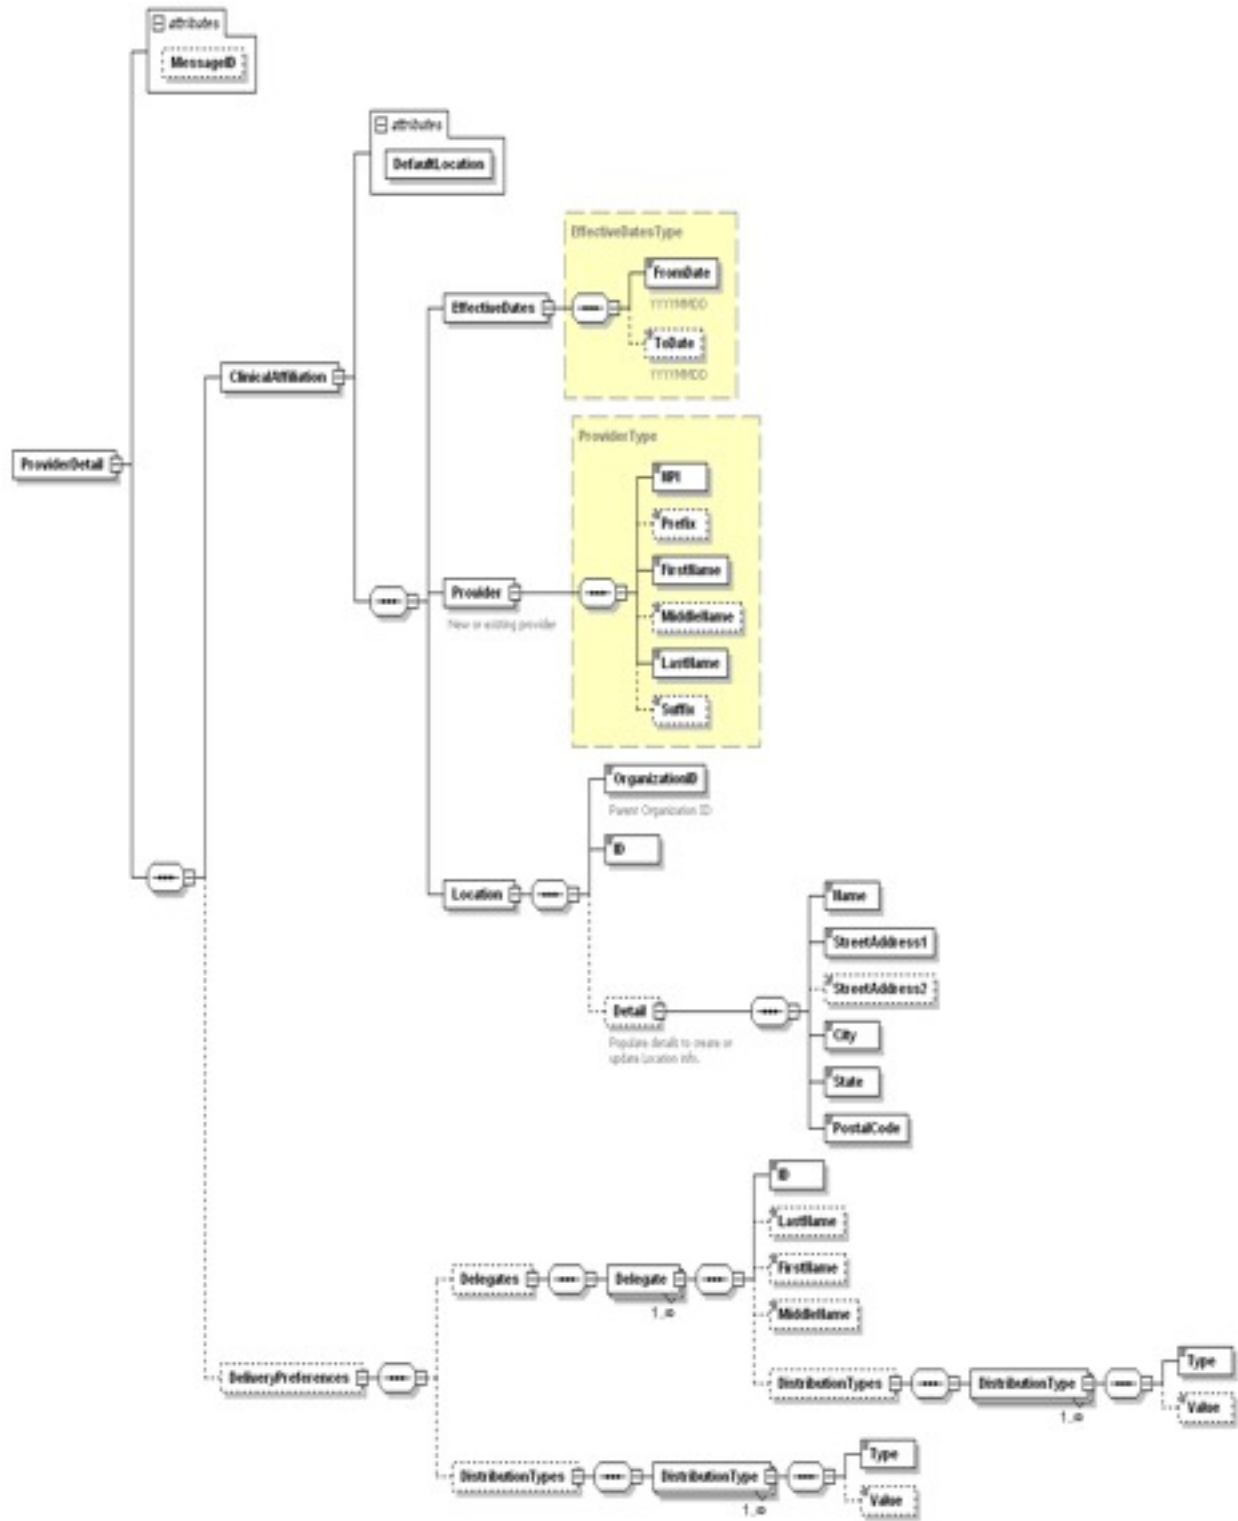 attributes
MessageID
attributes
DefaultLocation
EffectiveDatesType
FromDate
YYYYMMDD
EffectiveDates
ToDate
YYYYMMDD
ClinicalAffiliation
ProviderType
ProviderDetail
NPI
Prefix
FirstName
Provider
New or existing provider
MiddleName
LastName
Suffix
OrganizationID
Parent Organization ID
ID
Location
Name
StreetAddress1
StreetAddress2
Detail
Populate details to create or
update Location info.
City
State
PostalCode
ID
LastName
Delegates
Delegate
1..∞
FirstName
MiddleName
DeliveryPreferences
DistributionTypes
DistributionType
1..∞
Type
Value
DistributionTypes
DistributionType
1..∞
Type
Value